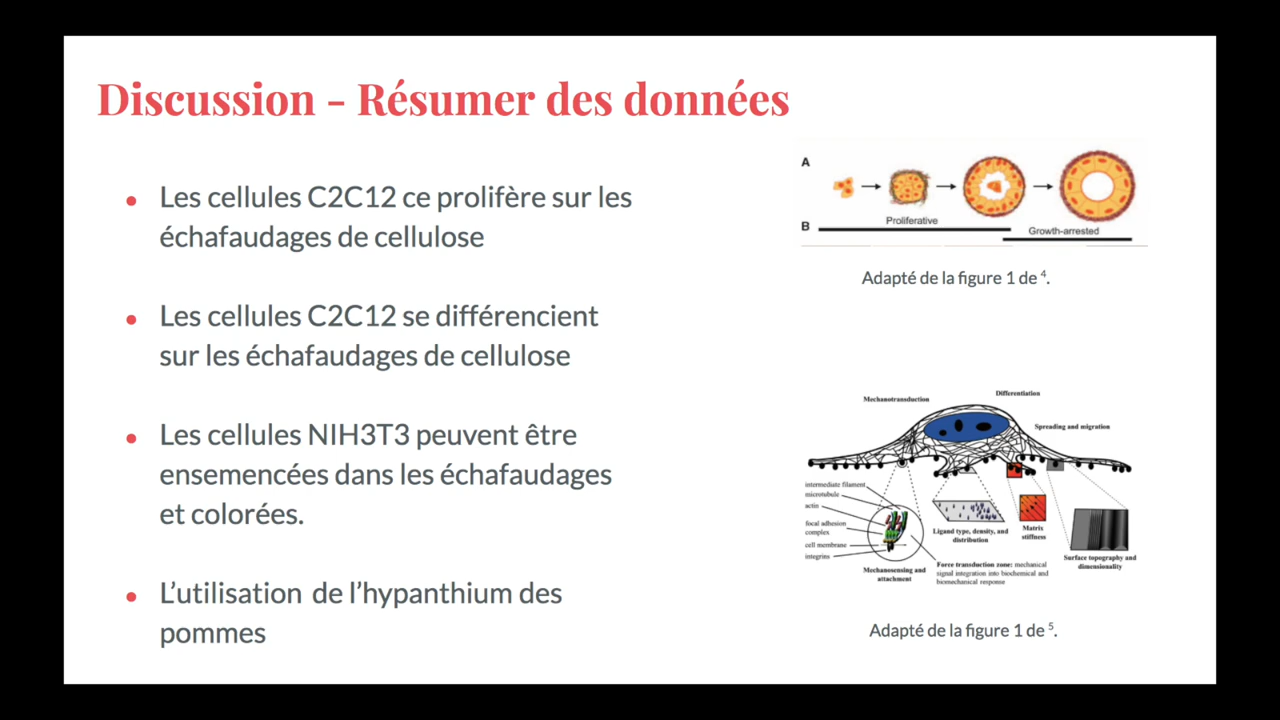 Discussion - Résumer des données
Les cellules C2C12 ce prolifère sur les
échafaudages de cellulose
Les cellules C2C12 se différencient
sur les échafaudages de cellulose
Les cellules NIH3T3 peuvent être
ensemencées dans les échafaudages
et colorées.
L'utilisation de l'hypanthium des
pommes
A
Proliferative
B
Growth-arrested
Adapté de la figure 1 de 4.
Mechanotransduction
Differentiation
Spreading and migration
intermediate filament
microtubule
actin
focal adhesion
complex
cell membrane
integrins
Mechanosensing and
attachment
Ligand type, density, and
distribution
Matrix
stiffness
Force transduction zone: mechanical
signal integration into biochemical and
biomechanical response
Surface topography and
dimensionality
Adapté de la figure 1 de 5.